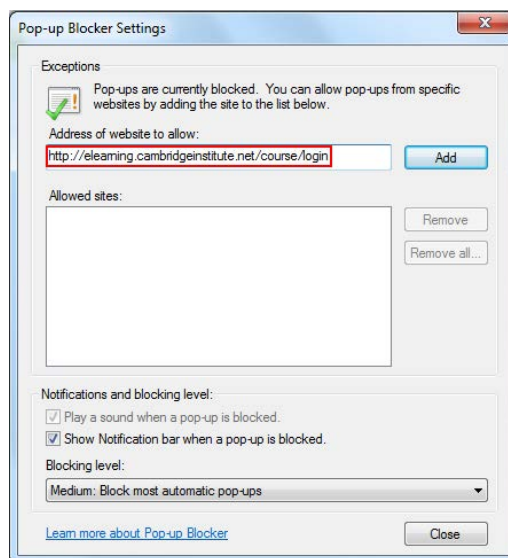 Pop-up Blocker Settings
Exceptions
Pop-ups are currently blocked. You can allow pop-ups from specific
websites by adding the site to the list below.
Address of website to allow:
http://elearning.cambridgeinstitute.net/course/login
Add
Allowed sites:
Remove
Remove all...
Notifications and blocking level:
Play a sound when a pop-up is blocked.
Show Notification bar when a pop-up is blocked.
Blocking level:
Medium: Block most automatic pop-ups
Learn more about Pop-up Blocker
Close